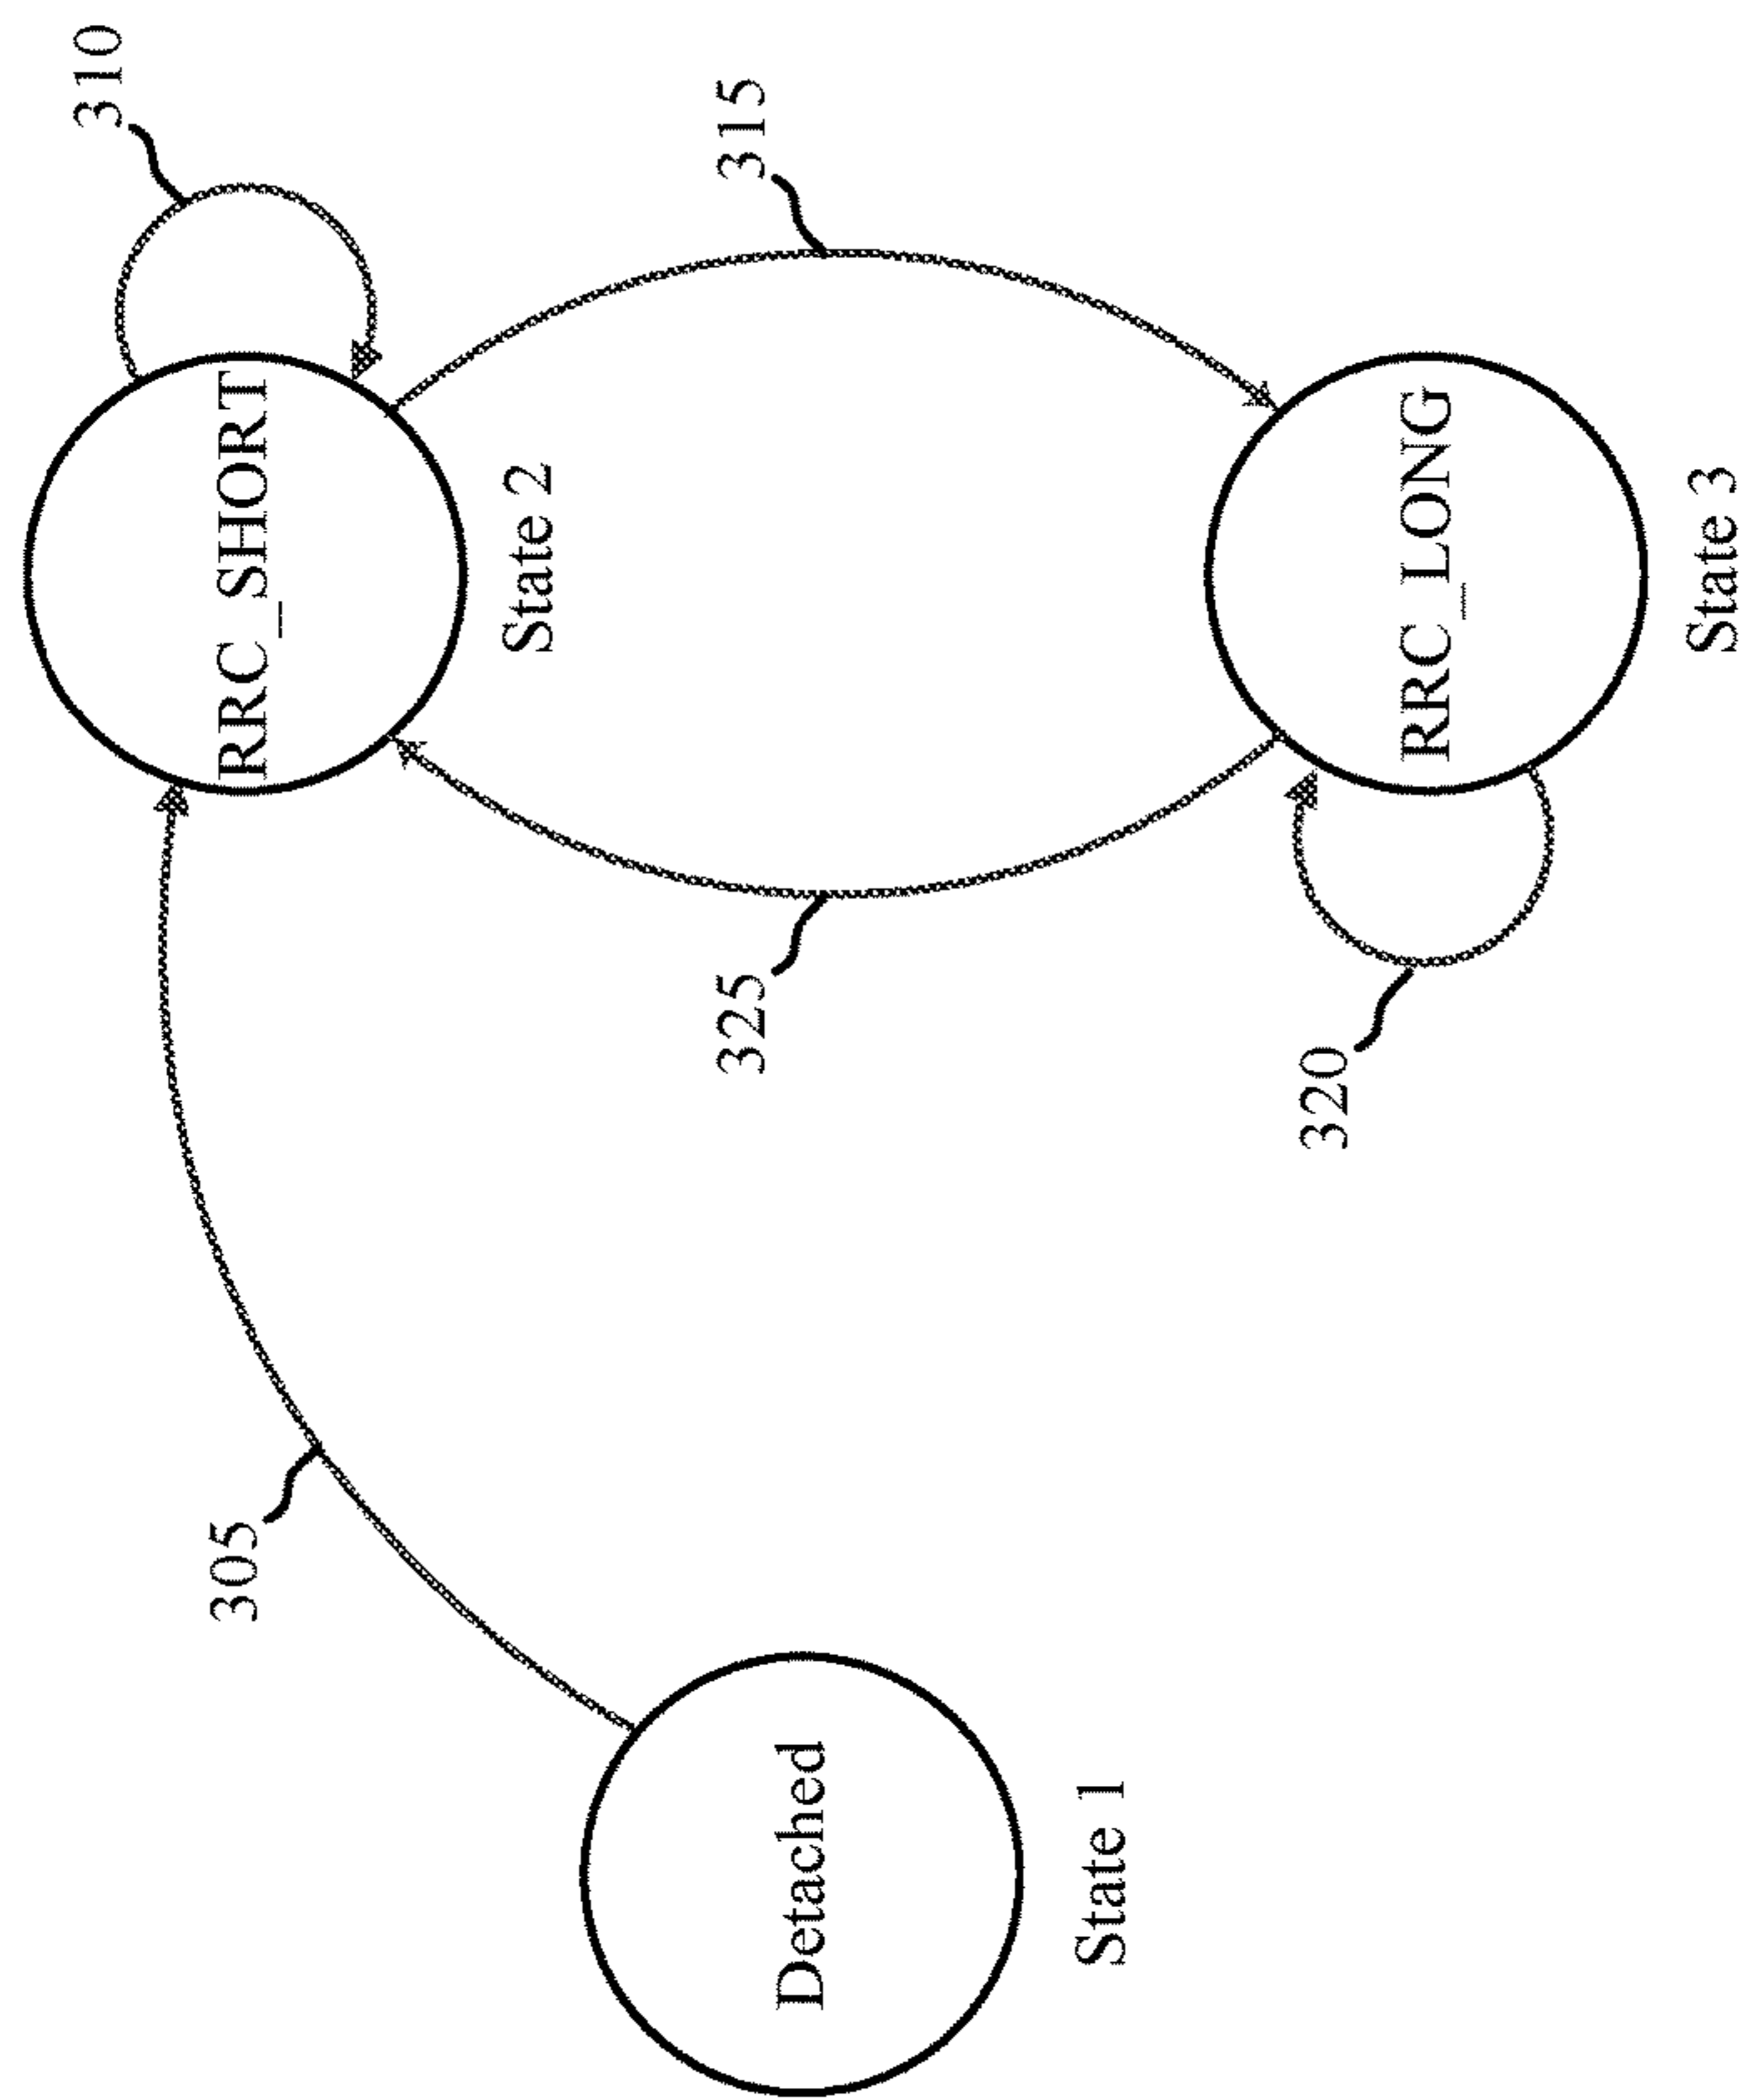 310
RRC_SHORT
State 2
315
305
325
Detached
State 1
320
RRC_LONG
State 3